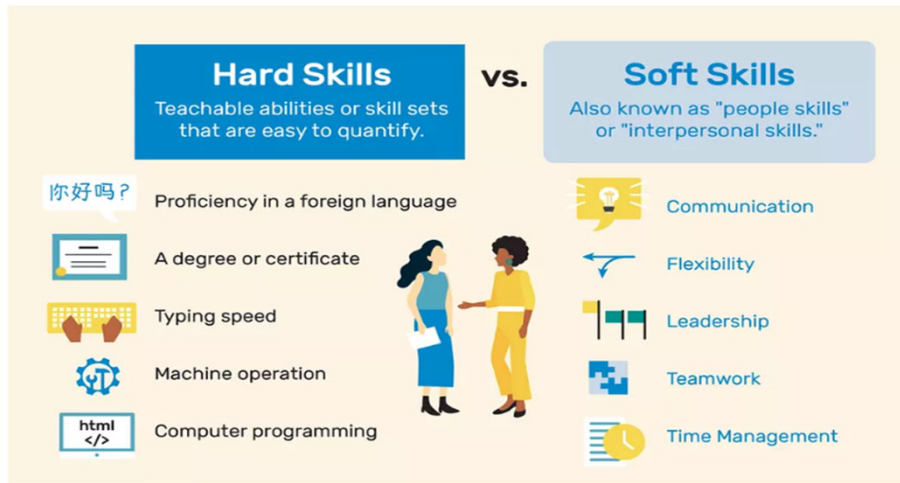 Hard Skills
Teachable abilities or skill sets
that are easy to quantify.
vs.
Soft Skills
Also known as "people skills"
or "interpersonal skills."
你好吗?
Proficiency in a foreign language
A degree or certificate
Typing speed
Machine operation
html
</>
Computer programming
Communication
Flexibility
Leadership
Teamwork
Time Management